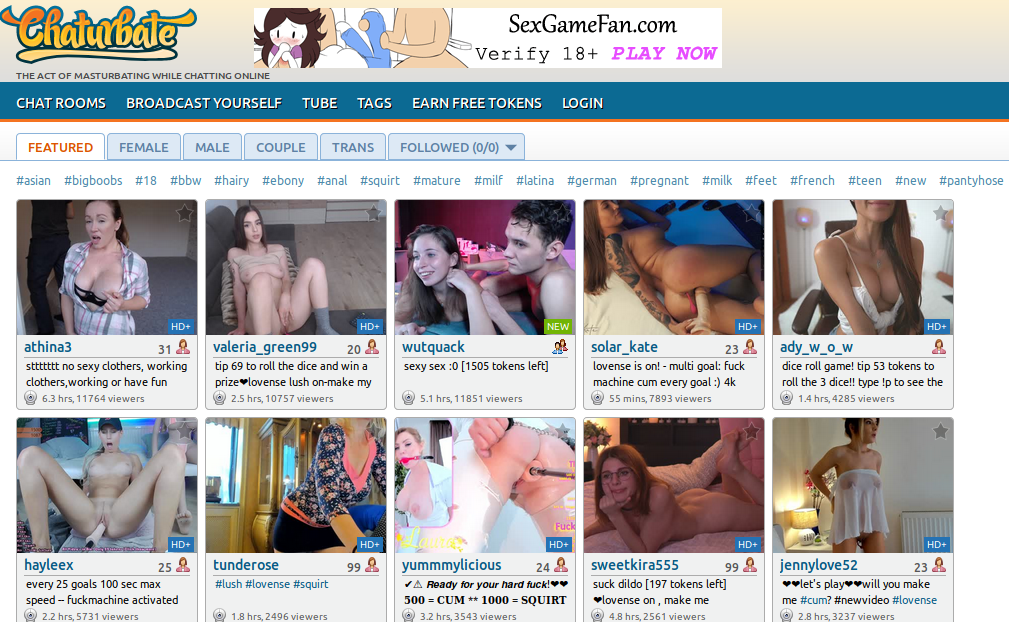 Chaturbate
THE ACT OF MASTURBATING WHILE CHATTING ONLINE
SexGameFan.com
Verify 18+ PLAY NOW
CHAT ROOMS BROADCAST YOURSELF TUBE TAGS EARN FREE TOKENS LOGIN
FEATURED FEMALE MALE COUPLE TRANS FOLLOWED (0/0)
#asian #bigboobs #18 #bbw #hairy #ebony #anal #squirt #mature #milf #latina #german #pregnant #milk #feet #french #teen #new #pantyhose
HD+ HD+ NEW HD+ HD+
athina3 31
sttttttt no sexy clothers, working
clothers,working or have fun
6.3 hrs, 11764 viewers
valeria_green99 20
tip 69 to roll the dice and win a
prize❤lovense lush on-make my
2.5 hrs, 10757 viewers
wutquack
sexy sex :0 [1505 tokens left]
5.1 hrs, 11851 viewers
solar_kate 23
lovense is on! - multi goal: fuck
machine cum every goal :) 4k
55 mins, 7893 viewers
ady_w_o_w
dice roll game! tip 53 tokens to
roll the 3 dice!! type !p to see the
1.4 hrs, 4285 viewers
HD+ HD+ HD+ HD+ HD+
hayleex 25
every 25 goals 100 sec max
speed -- fuckmachine activated
2.2 hrs, 5731 viewers
tunderose 99
#lush #lovense #squirt
1.8 hrs, 2496 viewers
Fuck
yummmylicious 24
✔⚠ Ready for your hard fuck!❤❤
500 = CUM ** 1000 = SQUIRT
3.2 hrs, 3543 viewers
sweetkira555 99
suck dildo [197 tokens left]
❤lovense on , make me
4.8 hrs, 2561 viewers
jennylove52 23
❤❤let's play❤❤will you make
me #cum? #newvideo #lovense
2.8 hrs, 3237 viewers